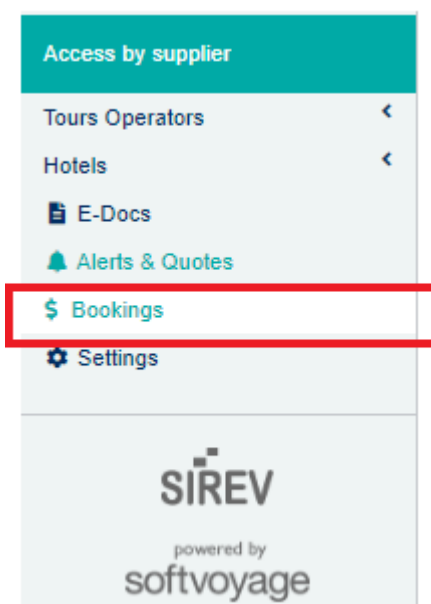 Access by supplier
Tours Operators
Hotels
E-Docs
Alerts & Quotes
$ Bookings
Settings
SIREV
powered by
softvoyage